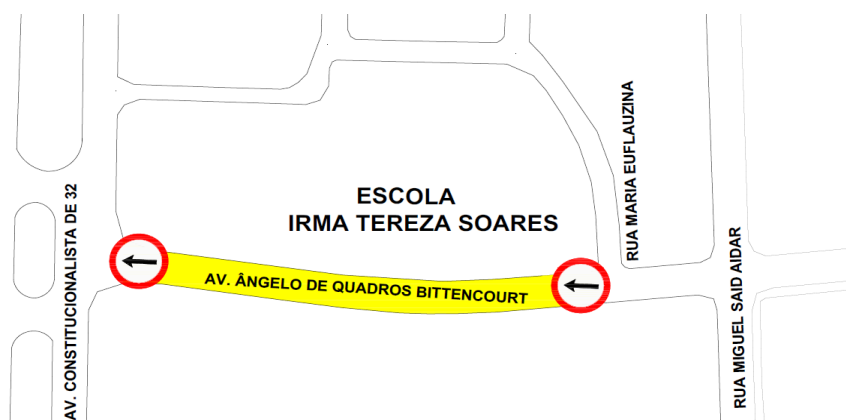 ESCOLA
IRMA TEREZA SOARES
AV. ÂNGELO DE QUADROS BITTENCOURT
AV. CONSTITUCIONALISTA DE 32
RUA MARIA EUFLAUZINA
RUA MIGUEL SAID AIDAR